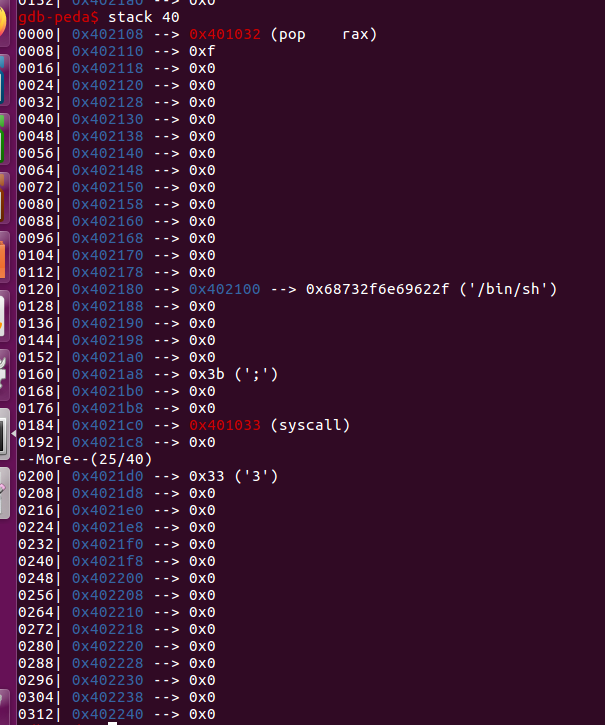 0152| 0x4021a0 --> 0x0
gdb-peda$ stack 40
0000| 0x402108 --> 0x401032 (pop    rax)
0008| 0x402110 --> 0xf
0016| 0x402118 --> 0x0
0024| 0x402120 --> 0x0
0032| 0x402128 --> 0x0
0040| 0x402130 --> 0x0
0048| 0x402138 --> 0x0
0056| 0x402140 --> 0x0
0064| 0x402148 --> 0x0
0072| 0x402150 --> 0x0
0080| 0x402158 --> 0x0
0088| 0x402160 --> 0x0
0096| 0x402168 --> 0x0
0104| 0x402170 --> 0x0
0112| 0x402178 --> 0x0
0120| 0x402180 --> 0x402100 --> 0x68732f6e69622f ('/bin/sh')
0128| 0x402188 --> 0x0
0136| 0x402190 --> 0x0
0144| 0x402198 --> 0x0
0152| 0x4021a0 --> 0x0
0160| 0x4021a8 --> 0x3b (';')
0168| 0x4021b0 --> 0x0
0176| 0x4021b8 --> 0x0
0184| 0x4021c0 --> 0x401033 (syscall)
0192| 0x4021c8 --> 0x0
--More--(25/40)
0200| 0x4021d0 --> 0x33 ('3')
0208| 0x4021d8 --> 0x0
0216| 0x4021e0 --> 0x0
0224| 0x4021e8 --> 0x0
0232| 0x4021f0 --> 0x0
0240| 0x4021f8 --> 0x0
0248| 0x402200 --> 0x0
0256| 0x402208 --> 0x0
0264| 0x402210 --> 0x0
0272| 0x402218 --> 0x0
0280| 0x402220 --> 0x0
0288| 0x402228 --> 0x0
0296| 0x402230 --> 0x0
0304| 0x402238 --> 0x0
0312| 0x402240 --> 0x0